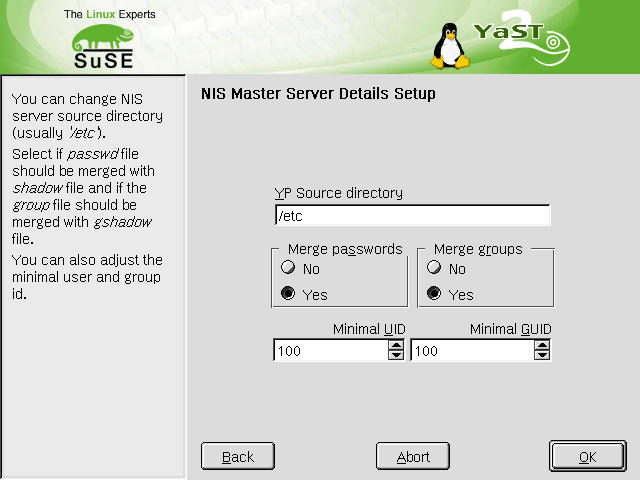 The Linux Experts
SuSE
YaST
2
You can change NIS
server source directory
(usually '/etc').
Select if passwd file
should be merged with
shadow file and if the
group file should be
merged with gshadow
file.
You can also adjust the
minimal user and group
id.
NIS Master Server Details Setup
YP Source directory
/etc
Merge passwords
No
Yes
Merge groups
No
Yes
Minimal UID
100
Minimal GUID
100
Back
Abort
OK